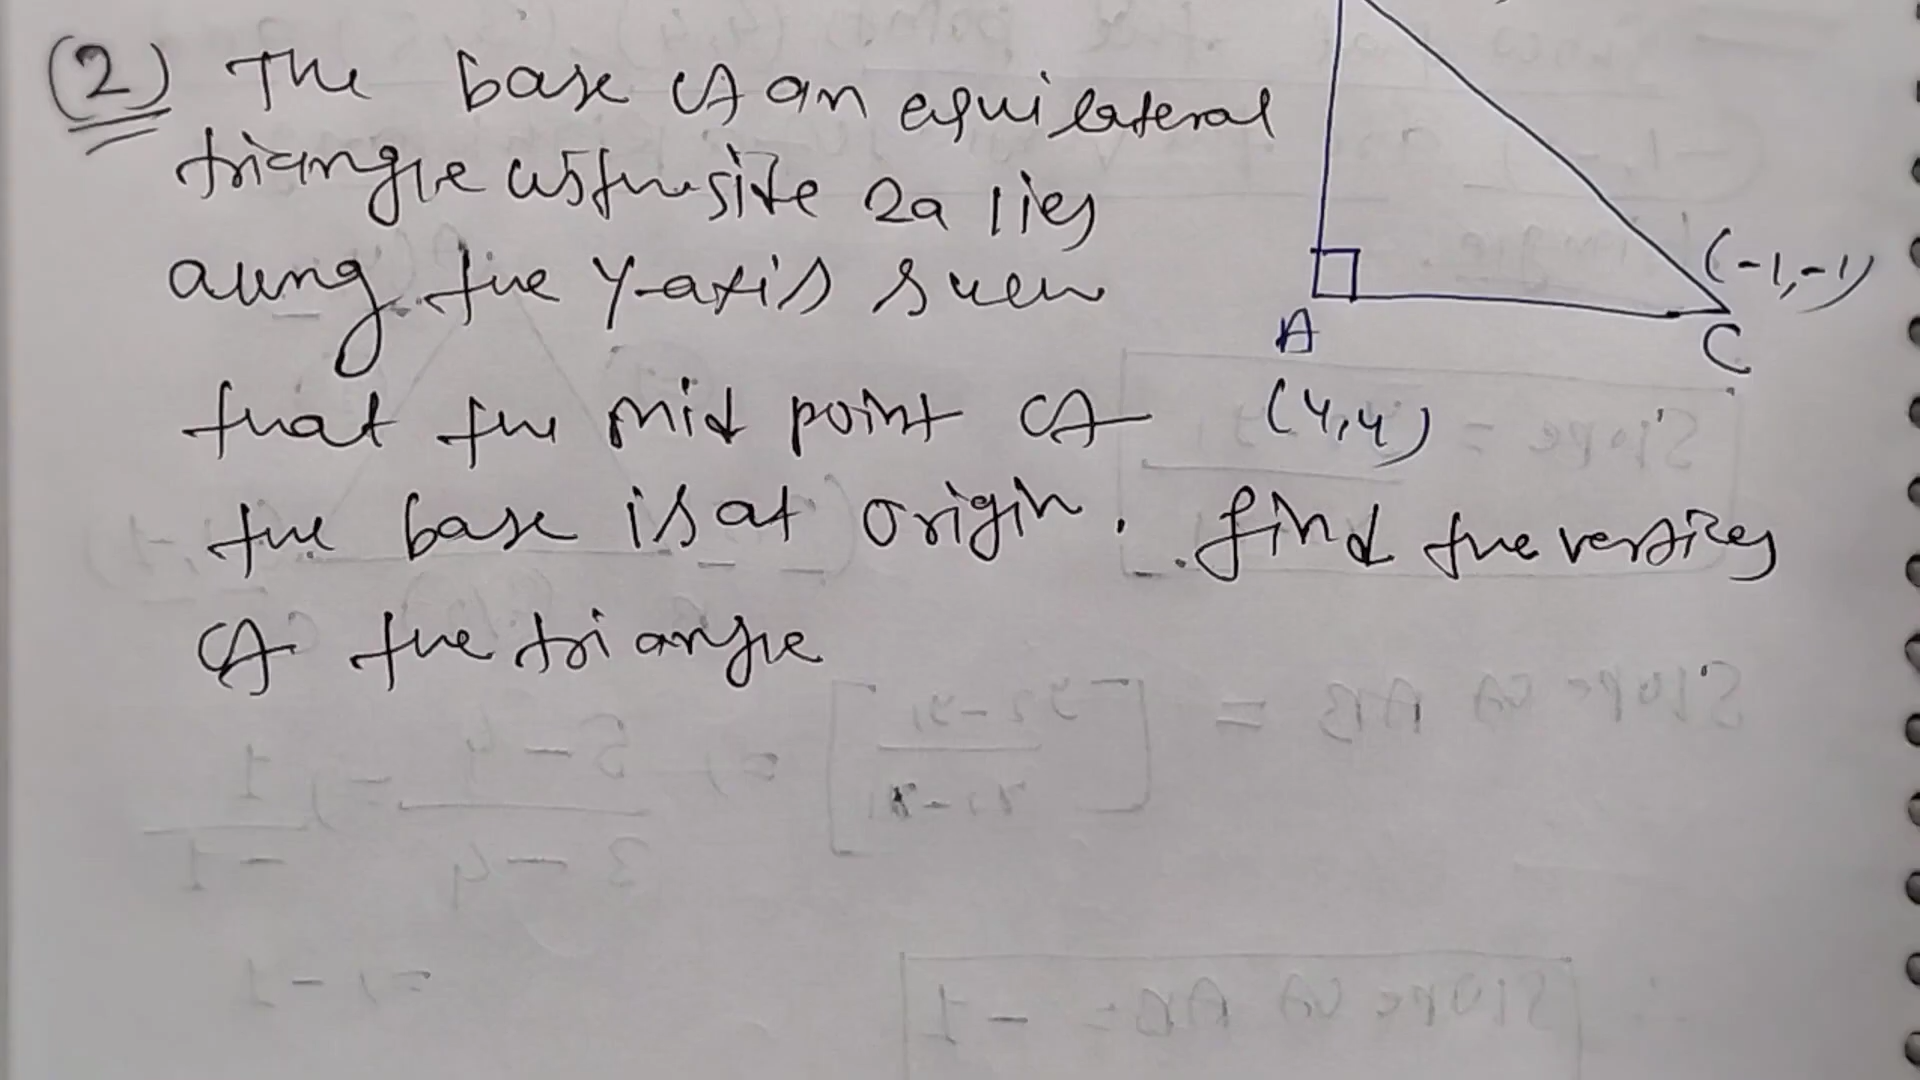 (2) The base of an equilateral
triangle with side 2a lies
along the Y-axis such
that the mid point of
the base is at origin. find the vertices
of the triangle
(-1,-1)
A
C
(4,4)